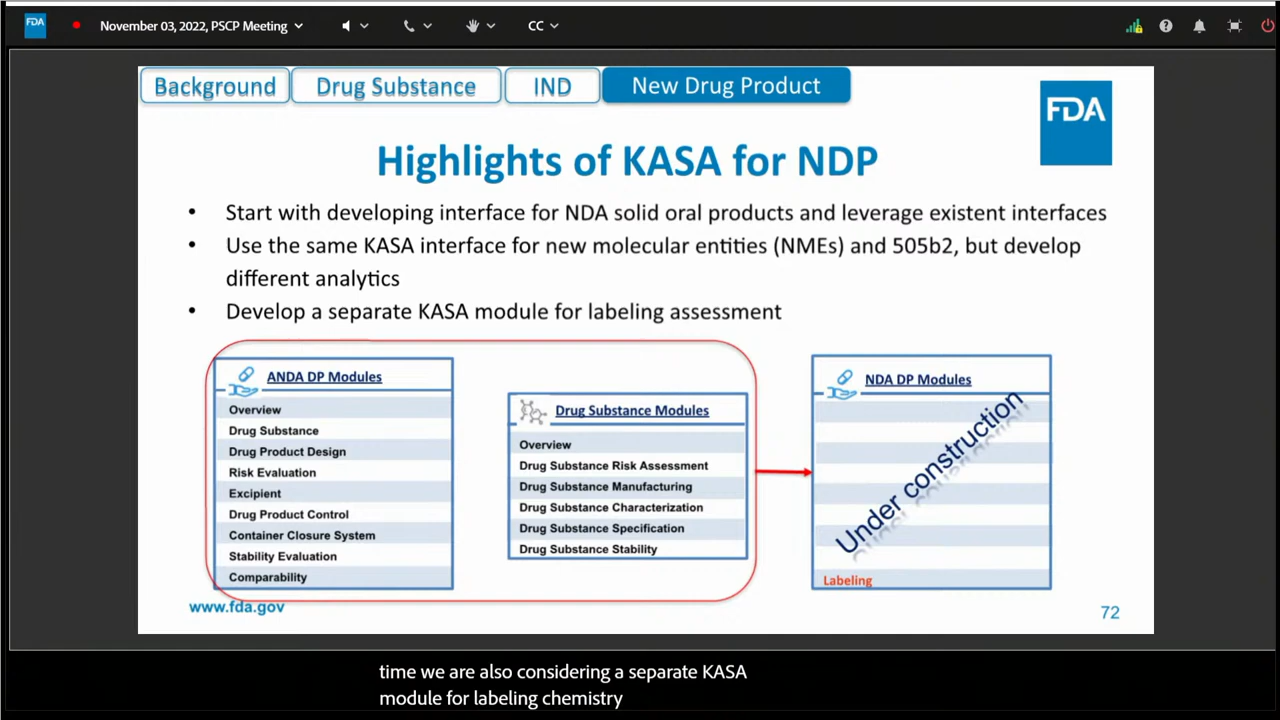 FDA
November 03, 2022, PSCP Meeting
CC
Background
Drug Substance
IND
New Drug Product
FDA
Highlights of KASA for NDP
• Start with developing interface for NDA solid oral products and leverage existent interfaces
• Use the same KASA interface for new molecular entities (NMEs) and 505b2, but develop
different analytics
• Develop a separate KASA module for labeling assessment
ANDA DP Modules
Overview
Drug Substance
Drug Product Design
Risk Evaluation
Excipient
Drug Product Control
Container Closure System
Stability Evaluation
Comparability
Drug Substance Modules
Overview
Drug Substance Risk Assessment
Drug Substance Manufacturing
Drug Substance Characterization
Drug Substance Specification
Drug Substance Stability
NDA DP Modules
Under construction
Labeling
www.fda.gov
72
time we are also considering a separate KASA
module for labeling chemistry